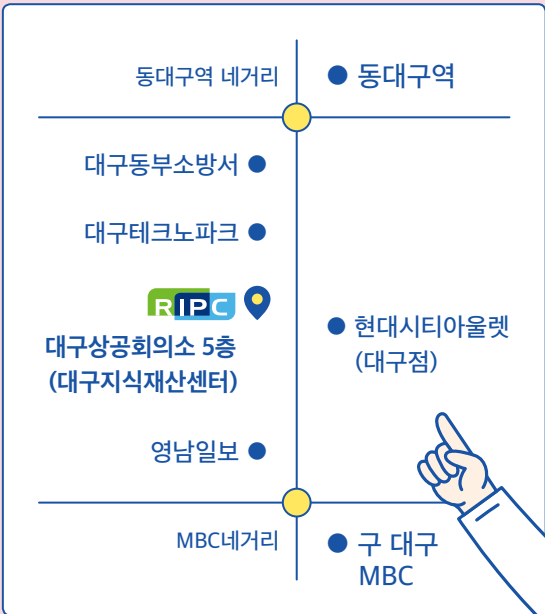 동대구역 네거리
동대구역
대구동부소방서
대구테크노파크
RIPC
대구상공회의소 5층
(대구지식재산센터)
현대시티아울렛
(대구점)
영남일보
MBC네거리
구 대구
MBC